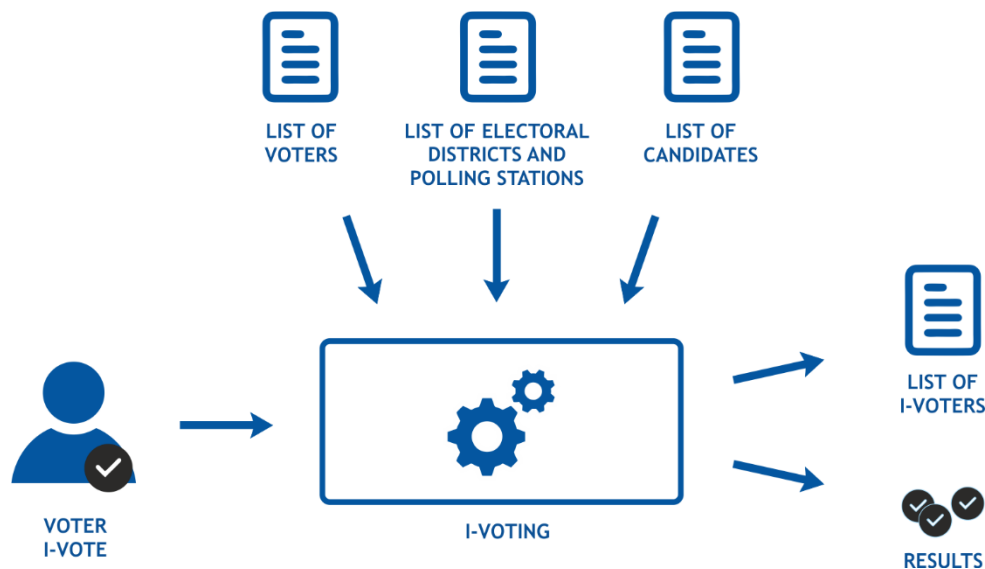 LIST OF
VOTERS
LIST OF ELECTORAL
DISTRICTS AND
POLLING STATIONS
LIST OF
CANDIDATES
LIST OF
I-VOTERS
VOTER
I-VOTE
I-VOTING
RESULTS